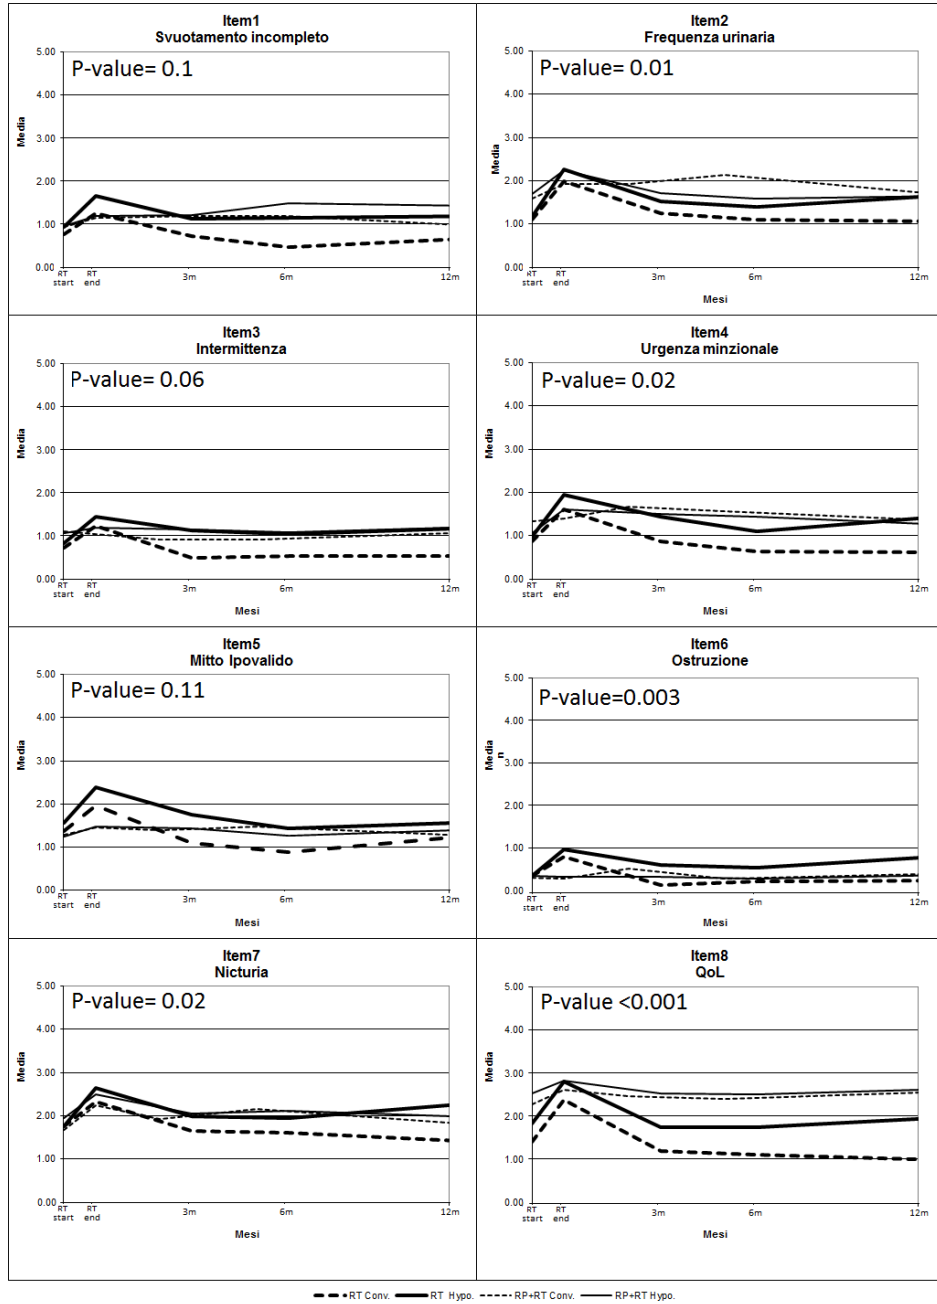 Item1
Svuotamento incompleto
P-value= 0.1
5.00
4.00
3.00
2.00
1.00
0.00
Media
RT start
RT end
3m
6m
12m
Item2
Frequenza urinaria
P-value= 0.01
5.00
4.00
3.00
2.00
1.00
0.00
Media
RT start
RT end
3m
6m
12m
Mesi
Item3
Intermittenza
P-value= 0.06
5.00
4.00
3.00
2.00
1.00
0.00
Media
RT start
RT end
3m
6m
12m
Mesi
Item4
Urgenza minzionale
P-value= 0.02
5.00
4.00
3.00
2.00
1.00
0.00
Media
RT start
RT end
3m
6m
12m
Mesi
Item5
Mitto Ipovalido
P-value= 0.11
5.00
4.00
3.00
2.00
1.00
0.00
Media
RT start
RT end
3m
6m
12m
Mesi
Item6
Ostruzione
P-value=0.003
5.00
4.00
3.00
2.00
1.00
0.00
Media
n
RT start
RT end
3m
6m
12m
Mesi
Item7
Nicturia
P-value= 0.02
5.00
4.00
3.00
2.00
1.00
0.00
Media
RT start
RT end
3m
6m
12m
Mesi
Item8
QoL
P-value <0.001
5.00
4.00
3.00
2.00
1.00
0.00
Media
RT start
RT end
3m
6m
12m
Mesi
RT Conv. RT Hypo. RP+RT Conv. RP+RT Hypo.